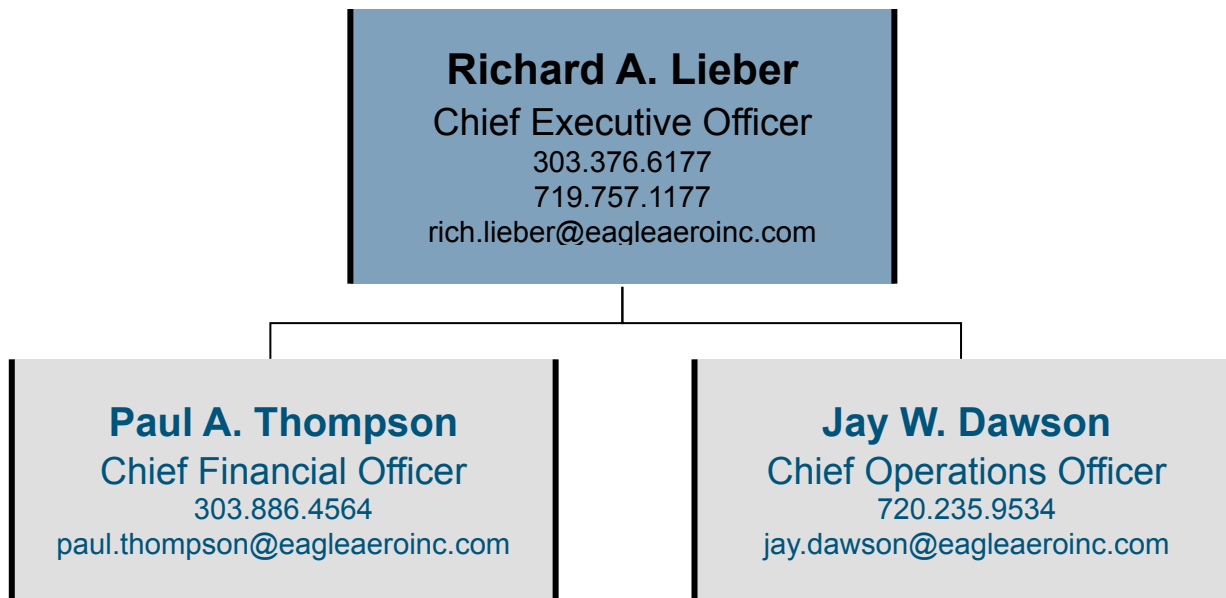 Richard A. Lieber
Chief Executive Officer
303.376.6177
719.757.1177
rich.lieber@eagleaeroinc.com
Paul A. Thompson
Chief Financial Officer
303.886.4564
paul.thompson@eagleaeroinc.com
Jay W. Dawson
Chief Operations Officer
720.235.9534
jay.dawson@eagleaeroinc.com